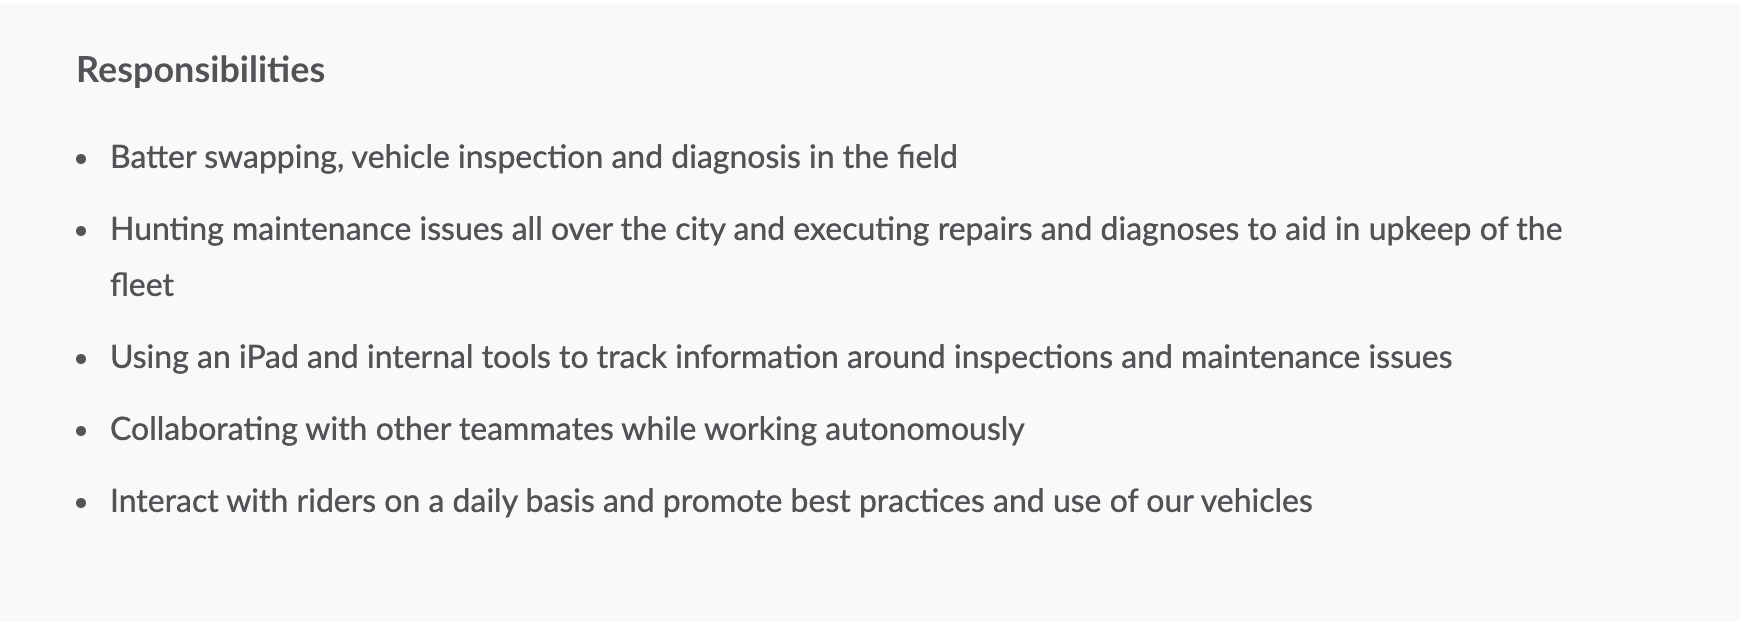 Responsibilities
• Batter swapping, vehicle inspection and diagnosis in the field
• Hunting maintenance issues all over the city and executing repairs and diagnoses to aid in upkeep of the
fleet
• Using an iPad and internal tools to track information around inspections and maintenance issues
• Collaborating with other teammates while working autonomously
• Interact with riders on a daily basis and promote best practices and use of our vehicles